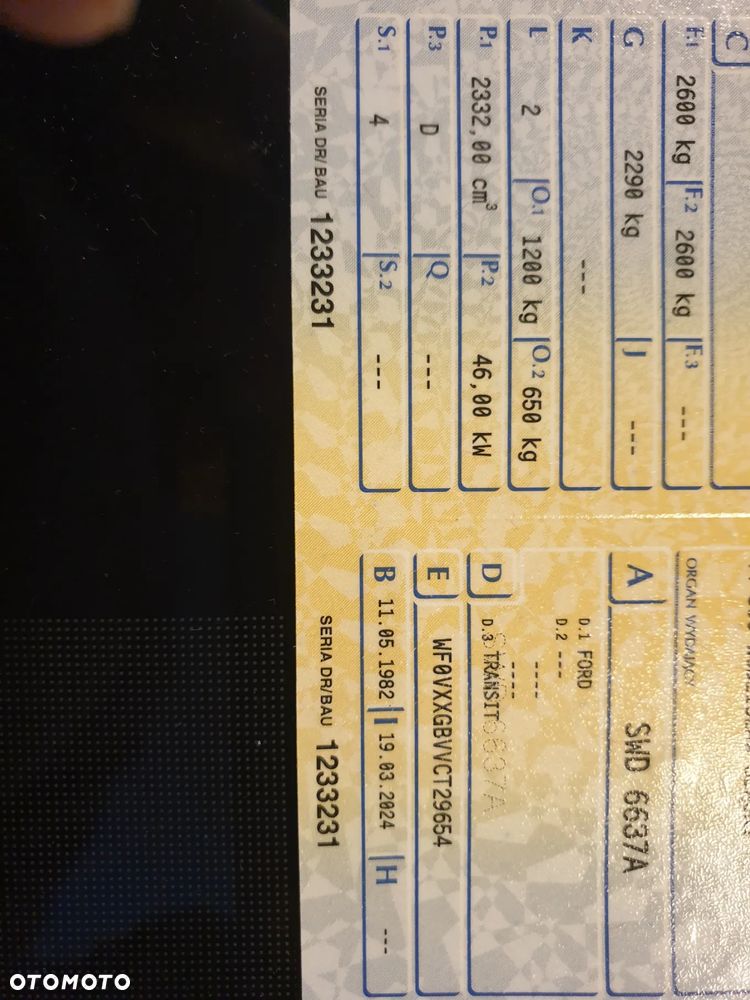 C
F.1 2600 kg F.2 2600 kg F.3 ---
G 2290 kg J ---
K ---
L 2 O.1 1200 kg O.2 650 kg
P.1 2332,00 cm³ P.2 46,00 kW
P.3 D Q ---
S.1 4 S.2 ---
SERIA DR/BAU 1233231
ORGAN WYDAJĄCY
A SWD 6637A
D.1 FORD
D.2 ---
----
----
D D.3 TRANSIT
E WF0VXXGBVVCT29654
B 11.05.1982 I 19.03.2024 H ---
SERIA DR/BAU 1233231
OTOMOTO